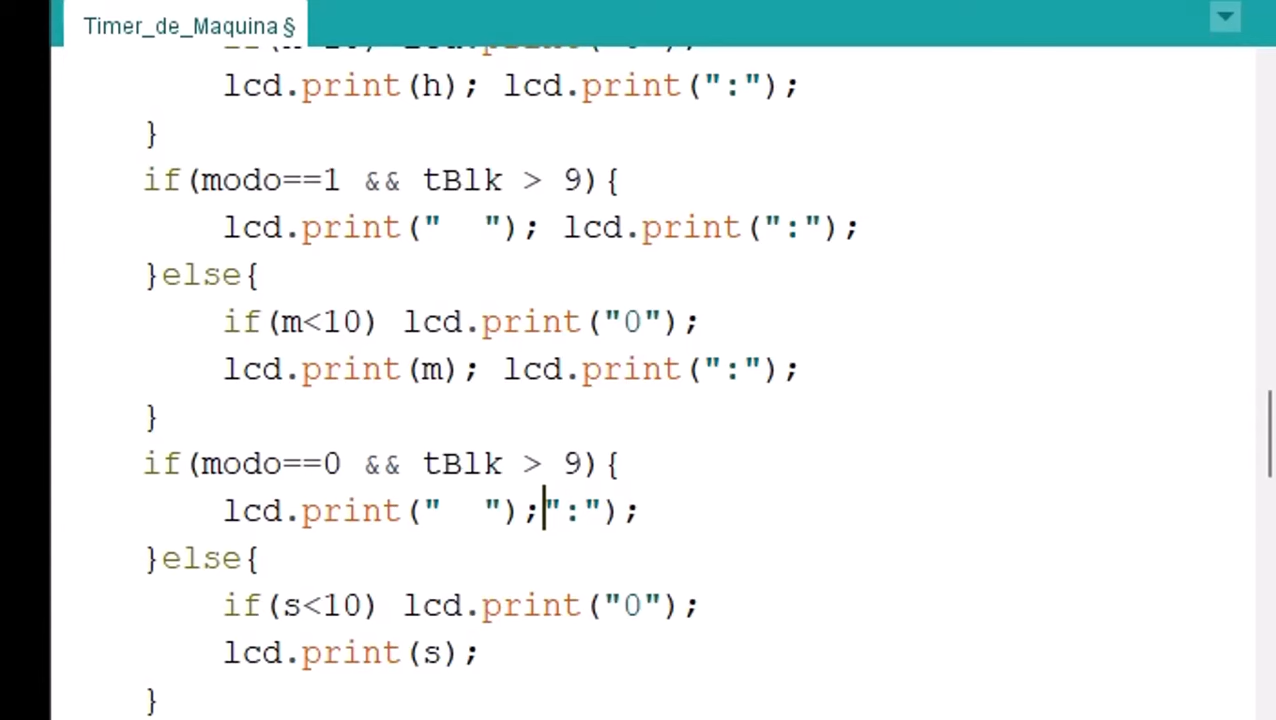 Timer_de_Maquina §
lcd.print(h); lcd.print(":");
}
if(modo==1 && tBlk > 9){
lcd.print("  "); lcd.print(":");
}else{
if(m<10) lcd.print("0");
lcd.print(m); lcd.print(":");
}
if(modo==0 && tBlk > 9){
lcd.print("  ");":");
}else{
if(s<10) lcd.print("0");
lcd.print(s);
}